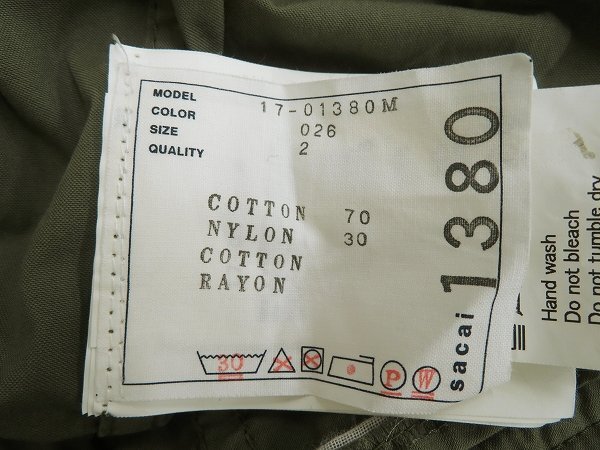 MODEL 17-01380M
COLOR 026
SIZE 2
QUALITY
COTTON 70
NYLON 30
COTTON
RAYON
30
P
W
sacai 1380
Hand wash
Do not bleach
Do not tumble dry